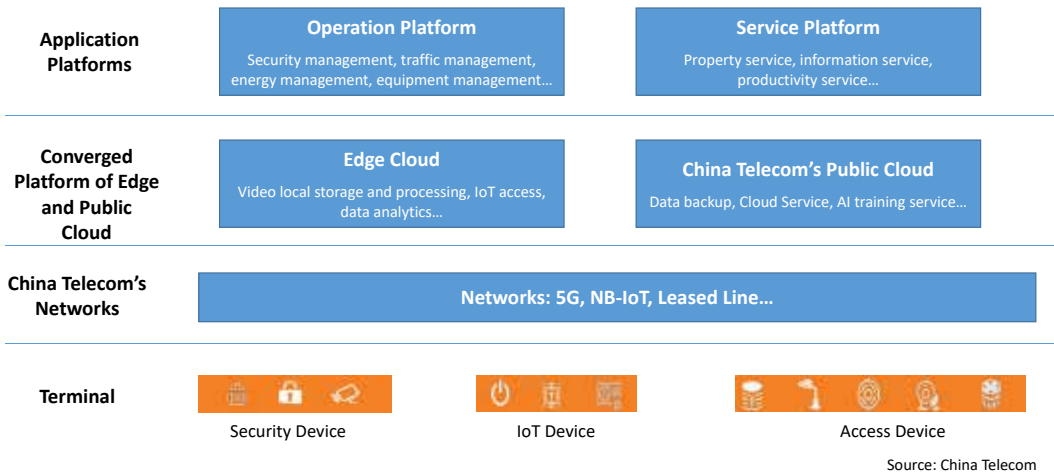 Application
Platforms
Operation Platform
Security management, traffic management,
energy management, equipment management…
Service Platform
Property service, information service,
productivity service…
Converged
Platform of Edge
and Public
Cloud
Edge Cloud
Video local storage and processing, IoT access,
data analytics…
China Telecom’s Public Cloud
Data backup, Cloud Service, AI training service…
China Telecom’s
Networks
Networks: 5G, NB-IoT, Leased Line…
Terminal
Security Device
IoT Device
Access Device
Source: China Telecom